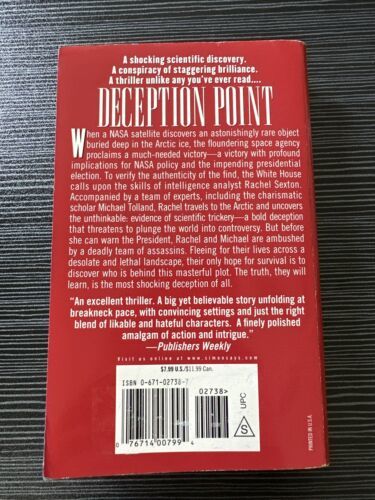 A shocking scientific discovery.
A conspiracy of staggering brilliance.
A thriller unlike any you've ever read....
DECEPTION POINT
When a NASA satellite discovers an astonishingly rare object
buried deep in the Arctic ice, the floundering space agency
proclaims a much-needed victory—a victory with profound
implications for NASA policy and the impending presidential
election. To verify the authenticity of the find, the White House
calls upon the skills of intelligence analyst Rachel Sexton.
Accompanied by a team of experts, including the charismatic
scholar Michael Tolland, Rachel travels to the Arctic and uncovers
the unthinkable: evidence of scientific trickery—a bold deception
that threatens to plunge the world into controversy. But before
she can warn the President, Rachel and Michael are ambushed
by a deadly team of assassins. Fleeing for their lives across a
desolate and lethal landscape, their only hope for survival is to
discover who is behind this masterful plot. The truth, they will
learn, is the most shocking deception of all.
"An excellent thriller. A big yet believable story unfolding at
breakneck pace, with convincing settings and just the right
blend of likable and hateful characters. A finely polished
amalgam of action and intrigue."
—Publishers Weekly
Visit us online at www.simonsays.com
$7.99 U.S./$11.99 Can.
ISBN 0-671-02738-7
02738>
0 76714 00799 4
S UPC
PRINTED IN U.S.A.